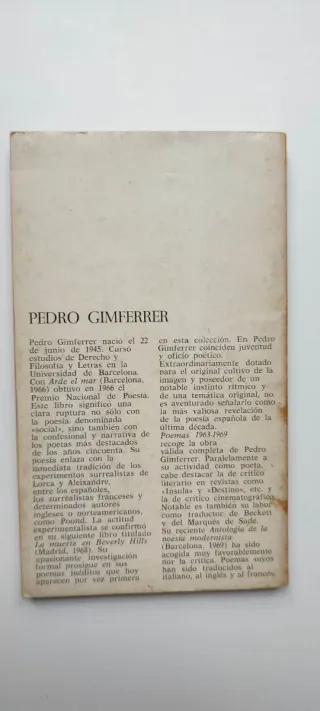 PEDRO GIMFERRER
Pedro Gimferrer nació el 22
de junio de 1945. Cursó
estudios de Derecho y
Filosofía y Letras en la
Universidad de Barcelona.
Con Arde el mar (Barcelona,
1966) obtuvo en 1966 el
Premio Nacional de Poesía.
Este libro significó una
clara ruptura no sólo con
la poesía denominada
«social», sino también con
la confesional y narrativa de
los poetas más destacados
de los años cincuenta. Su
poesía enlaza con la
inmediata tradición de los
experimentos surrealistas de
Lorca y Aleixandre,
entre los españoles,
los surrealistas franceses y
determinados autores
ingleses o norteamericanos,
como Pound. La actitud
experimentalista se confirmó
en su siguiente libro titulado
La muerte en Beverly Hills
(Madrid, 1968). Su
apasionante investigación
formal prosigue en sus
poemas inéditos que hoy
aparecen por vez primera
en esta colección. En Pedro
Gimferrer coinciden juventud
y oficio poético.
Extraordinariamente dotado
para el original cultivo de la
imagen y poseedor de un
notable instinto rítmico y
de una temática original, no
es aventurado señalarlo como
la más valiosa revelación
de la poesía española de la
última década.
Poemas 1963-1969
recoge la obra
válida completa de Pedro
Gimferrer. Paralelamente a
su actividad como poeta,
cabe destacar la de crítico
literario en revistas como
«Insula» y «Destino», etc. y
la de crítico cinematográfico.
Notable es también su labor
como traductor de Beckett
y del Marqués de Sade.
Su reciente Antología de la
poesía modernista
(Barcelona, 1969) ha sido
acogida muy favorablemente
por la crítica. Poemas suyos
han sido traducidos al
italiano, al inglés y al francés.